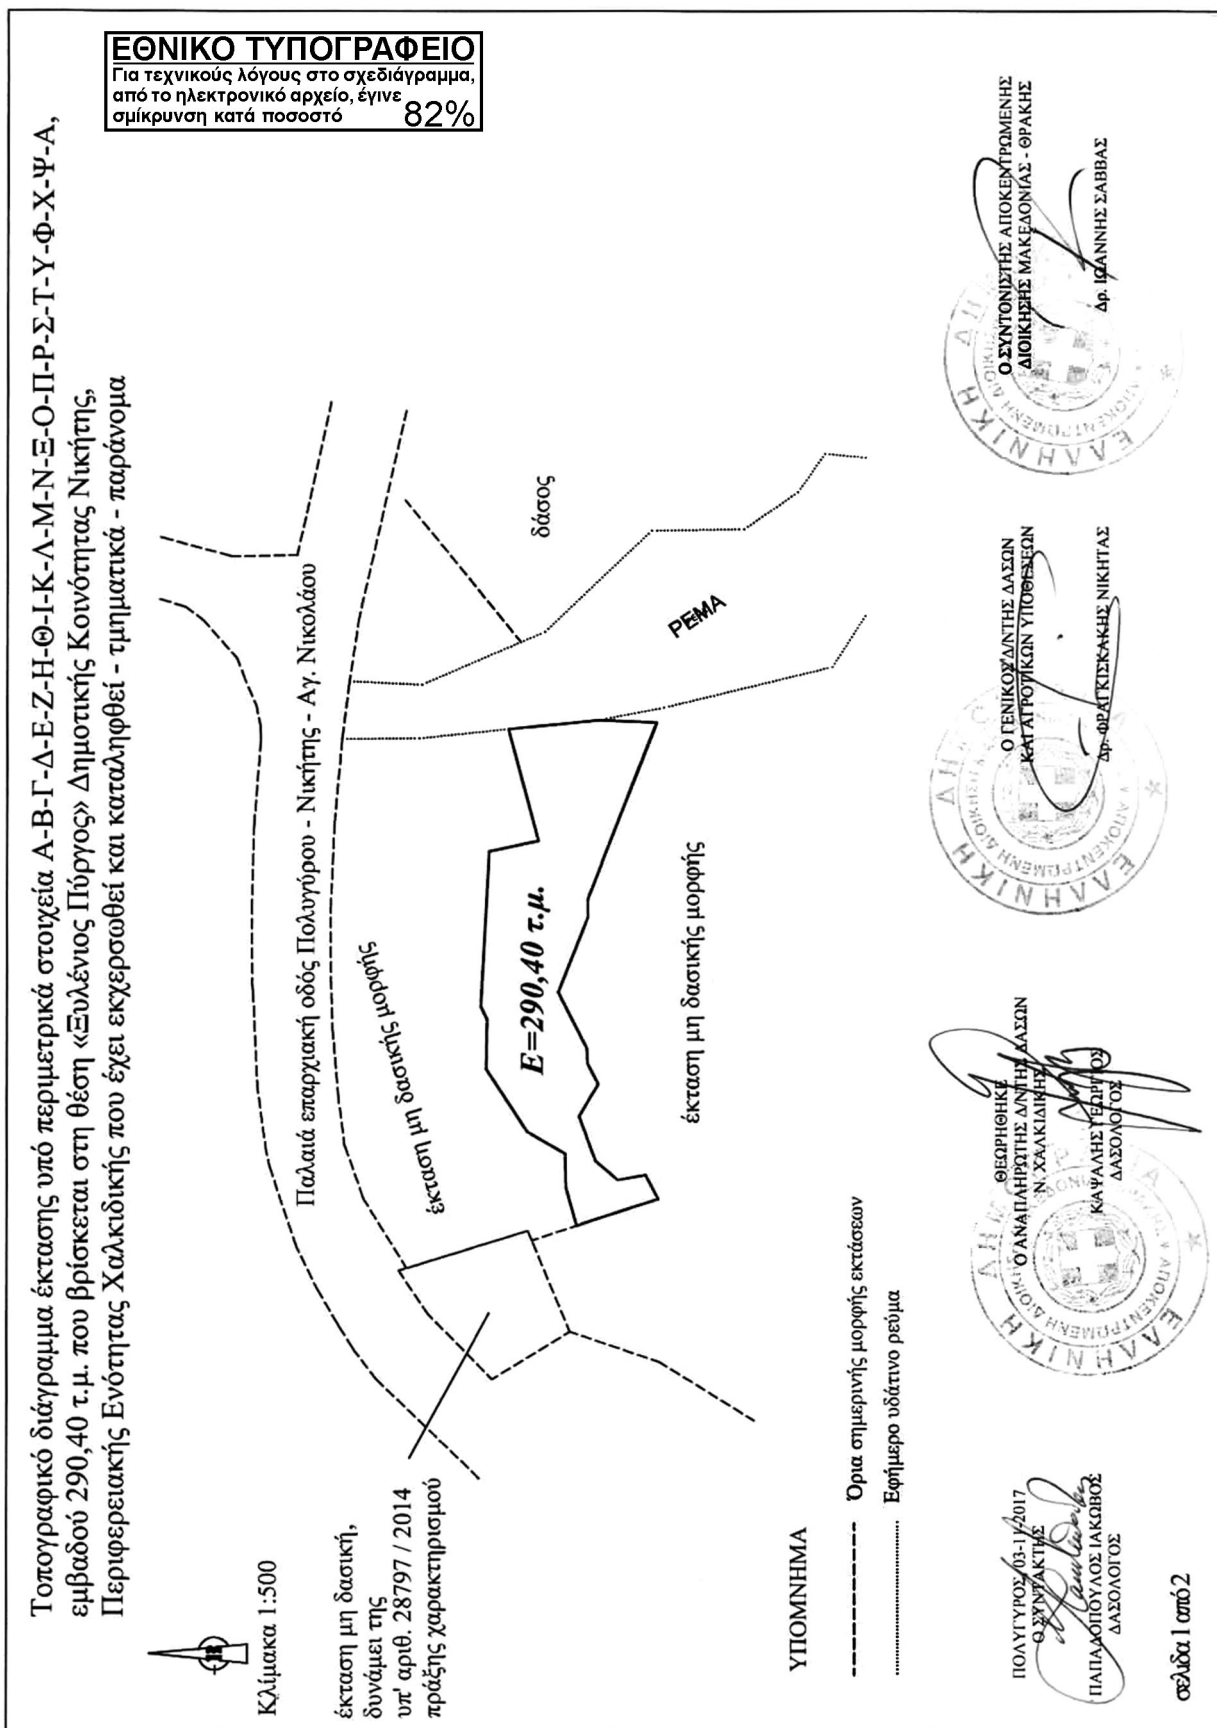 ΕΘΝΙΚΟ ΤΥΠΟΓΡΑΦΕΙΟ
Για τεχνικούς λόγους στο σχεδιάγραμμα,
από το ηλεκτρονικό αρχείο, έγινε
σμίκρυνση κατά ποσοστό 82%
Τοπογραφικό διάγραμμα έκτασης υπό περιμετρικά στοιχεία Α-Β-Γ-Δ-Ε-Ζ-Η-Θ-Ι-Κ-Λ-Μ-Ν-Ξ-Ο-Π-Ρ-Σ-Τ-Υ-Φ-Χ-Ψ-Α,
εμβαδού 290,40 τ.μ. που βρίσκεται στη θέση «Ξυλένιος Πύργος» Δημοτικής Κοινότητας Νικήτης,
Περιφερειακής Ενότητας Χαλκιδικής που έχει εκχερσωθεί και καταληφθεί - τμηματικά - παράνομα
Κλίμακα 1:500
έκταση μη δασική,
δυνάμει της
υπ' αριθ. 28797 / 2014
πράξης χαρακτηρισμού
Παλαιά επαρχιακή οδός Πολυγύρου - Νικήτης - Αγ. Νικολάου
έκταση μη δασικής μορφής
Ε=290,40 τ.μ.
έκταση μη δασικής μορφής
δάσος
ΡΕΜΑ
ΥΠΟΜΝΗΜΑ
Όρια σημερινής μορφής εκτάσεων
Εφήμερο υδάτινο ρεύμα
ΠΟΛΥΓΥΡΟΣ 03-11-2017
Ο ΣΥΝΤΑΚΤΗΣ
ΠΑΠΑΔΟΠΟΥΛΟΣ ΙΑΚΩΒΟΣ
ΔΑΣΟΛΟΓΟΣ
ΘΕΩΡΗΘΗΚΕ
Ο ΑΝΑΠΛΗΡΩΤΗΣ Δ/ΝΤΗΣ ΔΑΣΩΝ
Ν. ΧΑΛΚΙΔΙΚΗΣ
ΚΑΨΑΛΗΣ ΓΕΩΡΓΙΟΣ
ΔΑΣΟΛΟΓΟΣ
Ο ΓΕΝΙΚΟΣ Δ/ΝΤΗΣ ΔΑΣΩΝ
ΚΑΙ ΑΓΡΟΤΙΚΩΝ ΥΠΟΘΕΣΕΩΝ
Δρ. ΦΡΑΓΚΙΣΚΑΚΗΣ ΝΙΚΗΤΑΣ
Ο ΣΥΝΤΟΝΙΣΤΗΣ ΑΠΟΚΕΝΤΡΩΜΕΝΗΣ
ΔΙΟΙΚΗΣΗΣ ΜΑΚΕΔΟΝΙΑΣ - ΘΡΑΚΗΣ
Δρ. ΙΩΑΝΝΗΣ ΣΑΒΒΑΣ
σελιδα 1 από 2